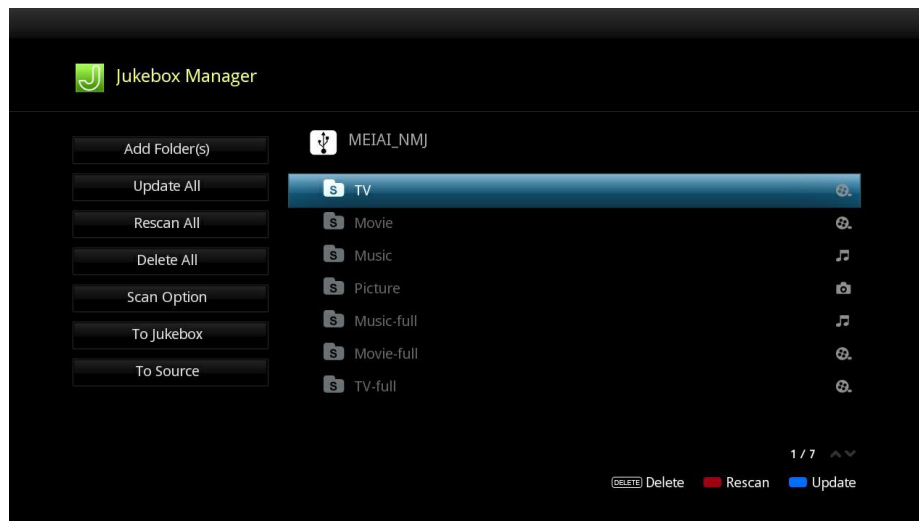 Jukebox Manager
Add Folder(s)
Update All
Rescan All
Delete All
Scan Option
To Jukebox
To Source
MEIAI_NMJ
S TV
S Movie
S Music
S Picture
S Music-full
S Movie-full
S TV-full
1 / 7
DELETE Delete Rescan Update